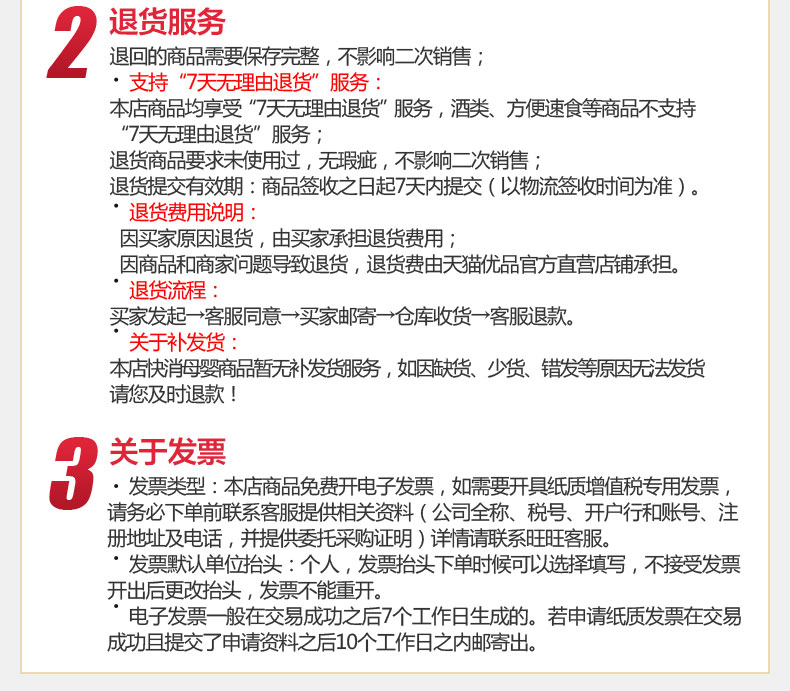 2 退货服务
退回的商品需要保存完整，不影响二次销售；
· 支持“7天无理由退货”服务：
本店商品均享受“7天无理由退货”服务，酒类、方便速食等商品不支持
“7天无理由退货”服务；
退货商品要求未使用过，无瑕疵，不影响二次销售；
退货提交有效期：商品签收之日起7天内提交（以物流签收时间为准）。
· 退货费用说明：
因买家原因退货，由买家承担退货费用；
因商品和商家问题导致退货，退货费由天猫优品官方直营店铺承担。
· 退货流程：
买家发起→客服同意→买家邮寄→仓库收货→客服退款。
· 关于补发货：
本店快消母婴商品暂无补发货服务，如因缺货、少货、错发等原因无法发货
请您及时退款！
3 关于发票
· 发票类型：本店商品免费开电子发票，如需要开具纸质增值税专用发票，
请务必下单前联系客服提供相关资料（公司全称、税号、开户行和账号、注
册地址及电话，并提供委托采购证明）详情请联系旺旺客服。
· 发票默认单位抬头：个人，发票抬头下单时候可以选择填写，不接受发票
开出后更改抬头，发票不能重开。
· 电子发票一般在交易成功之后7个工作日生成的。若申请纸质发票在交易
成功且提交了申请资料之后10个工作日之内邮寄出。